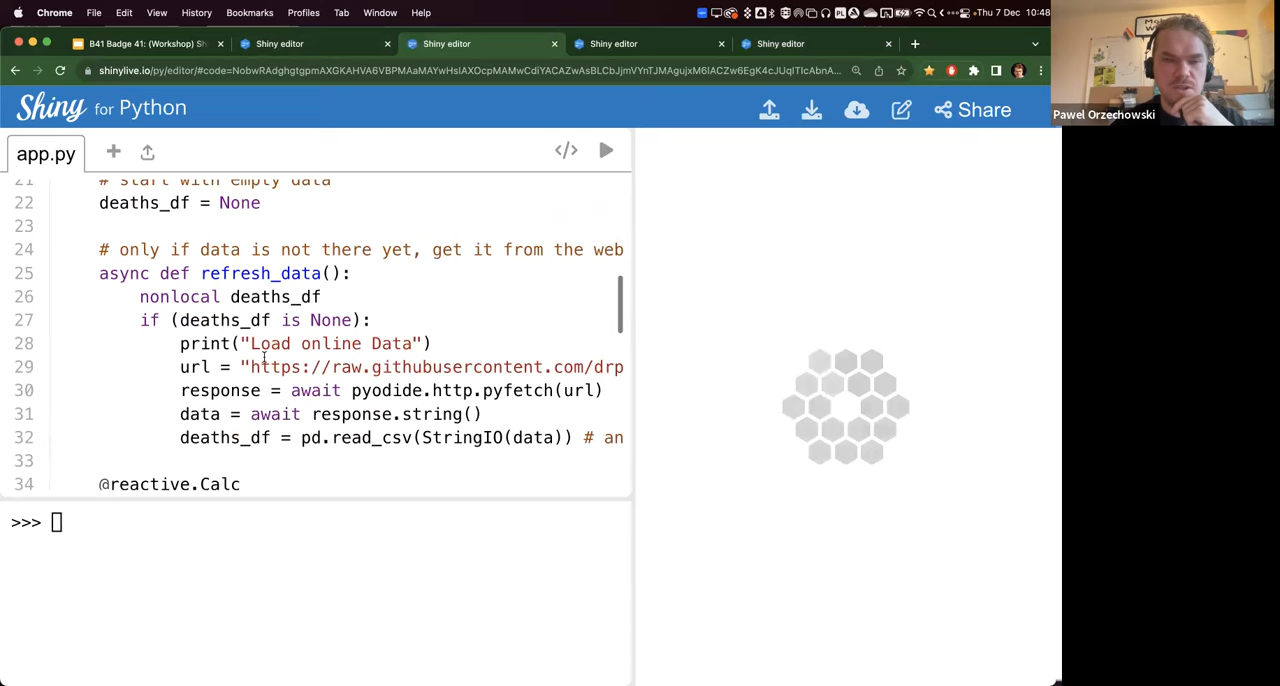 Chrome File Edit View History Bookmarks Profiles Tab Window Help Thu 7 Dec 10:48
B41 Badge 41: (Workshop) Sh × Shiny editor × Shiny editor × Shiny editor × Shiny editor × +
shinylive.io/py/editor/#code=NobwRAdghgtgpmAXGKAHVA6VBPMAaMAYwHsIAXOcpMAMwCdiYACAZwAsBLCbJjmVYnTJMAgujxM6lACZw6EgK4cJUqITIcAbnA...
Shiny for Python Share
Pawel Orzechowski
app.py
21 # start with empty data
22 deaths_df = None
23
24 # only if data is not there yet, get it from the web
25 async def refresh_data():
26 nonlocal deaths_df
27 if (deaths_df is None):
28 print("Load online Data")
29 url = "https://raw.githubusercontent.com/drp
30 response = await pyodide.http.pyfetch(url)
31 data = await response.string()
32 deaths_df = pd.read_csv(StringIO(data)) # an
33
34 @reactive.Calc
>>>